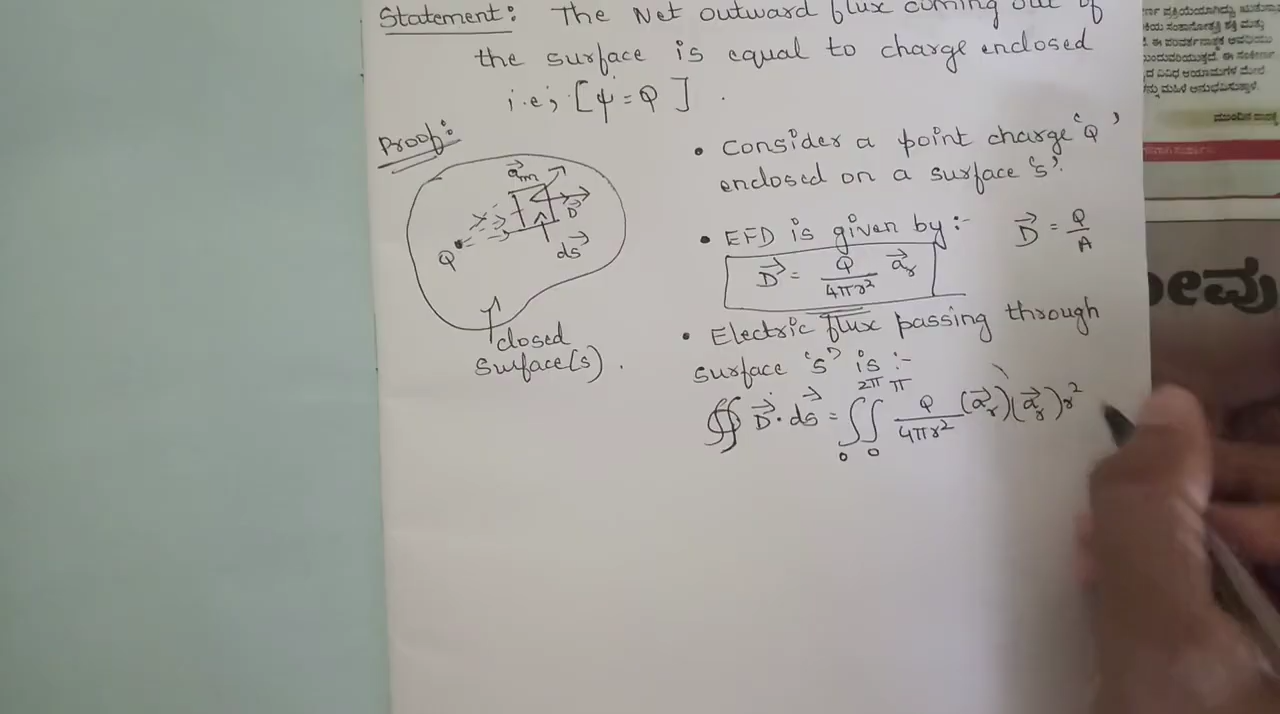 Statement: The Net outward flux coming out of
the surface is equal to charge enclosed
i.e; [ψ = Q] .
Proof:
a⃗n
D⃗
Q
ds⃗
closed
surface(s) .
• Consider a point charge 'Q'
enclosed on a surface 's'.
• EFD is given by:- D⃗ = Q/A
D⃗ = Q/4πr² a⃗r
• Electric flux passing through
surface 's' is :-
∯ D⃗ . ds⃗ = ∫₀^2π ∫₀^π Q/4πr² (a⃗r)(a⃗r) r²